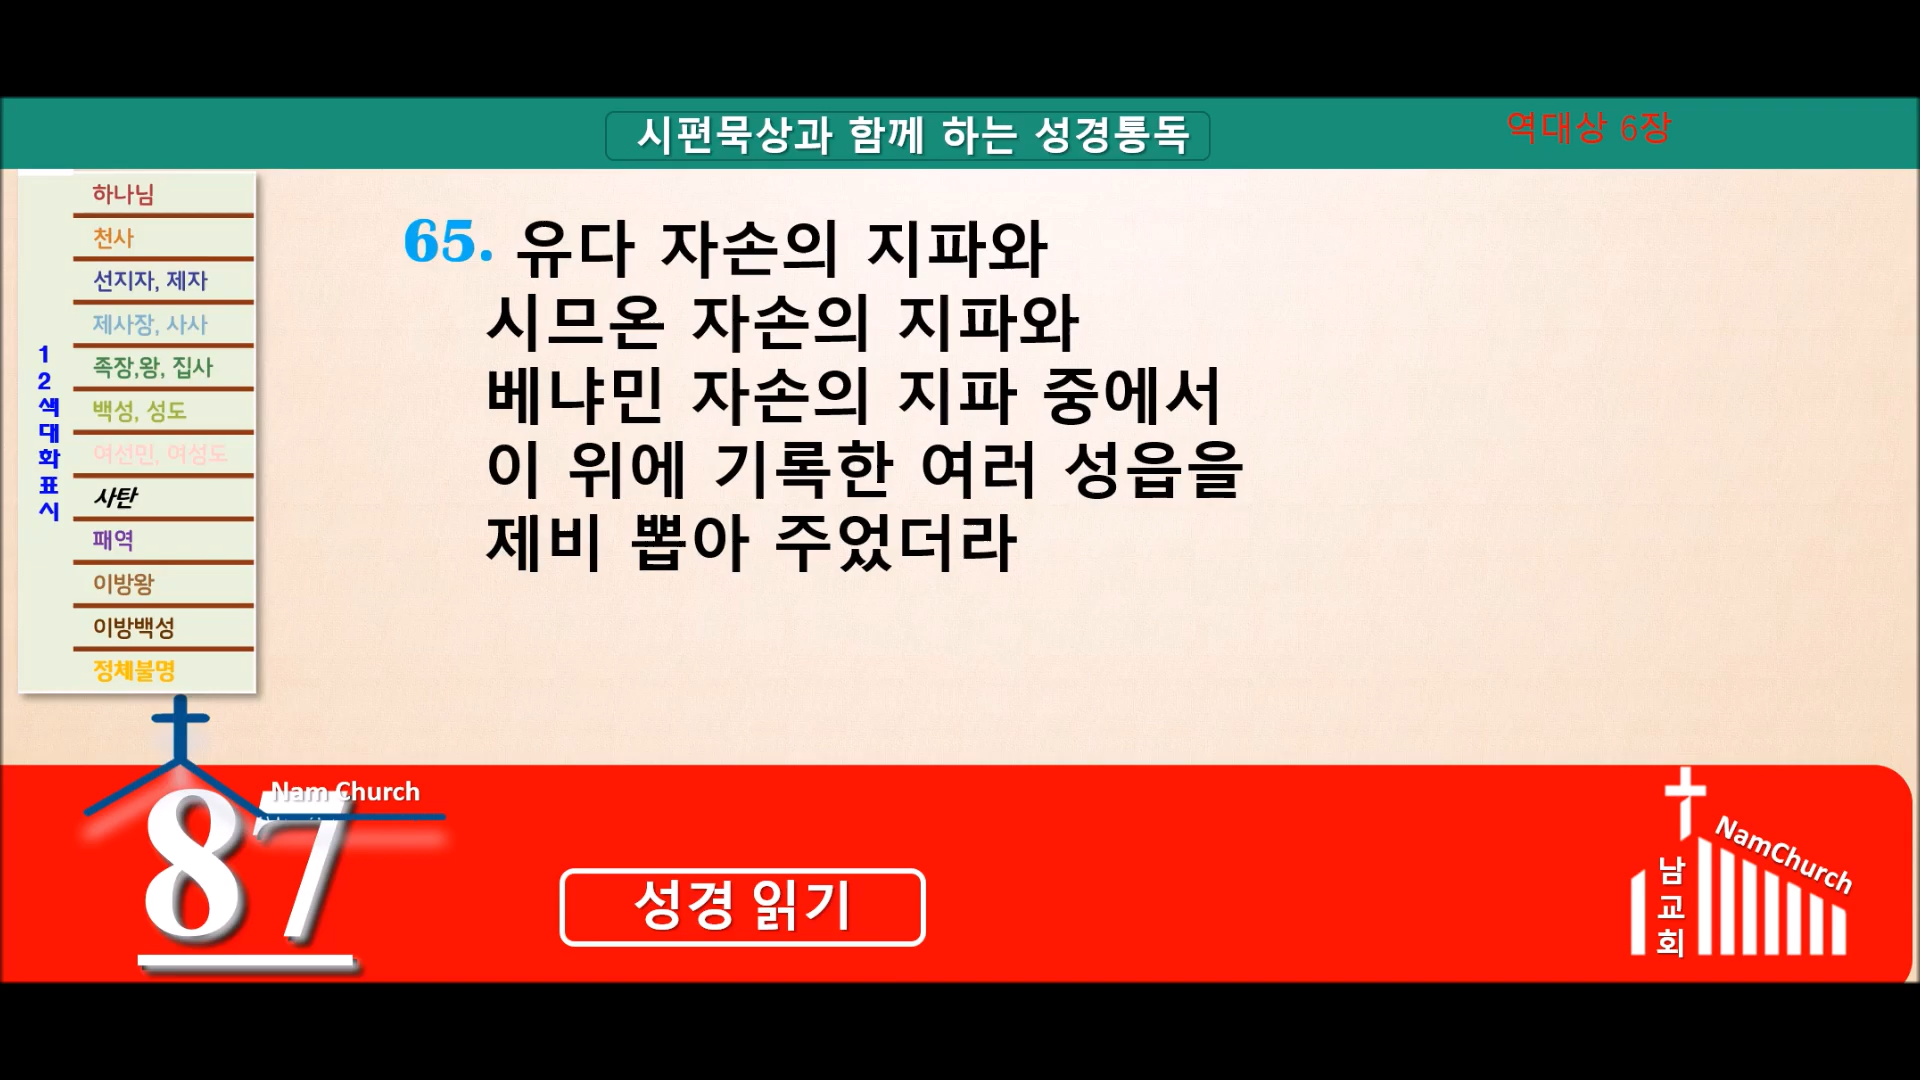 시편묵상과 함께 하는 성경통독
역대상 6장
12색대화표시
하나님
천사
선지자, 제자
제사장, 사사
족장,왕, 집사
백성, 성도
여선민, 여성도
사탄
패역
이방왕
이방백성
정체불명
65. 유다 자손의 지파와
시므온 자손의 지파와
베냐민 자손의 지파 중에서
이 위에 기록한 여러 성읍을
제비 뽑아 주었더라
Nam Church
87
성경 읽기
남교회
NamChurch